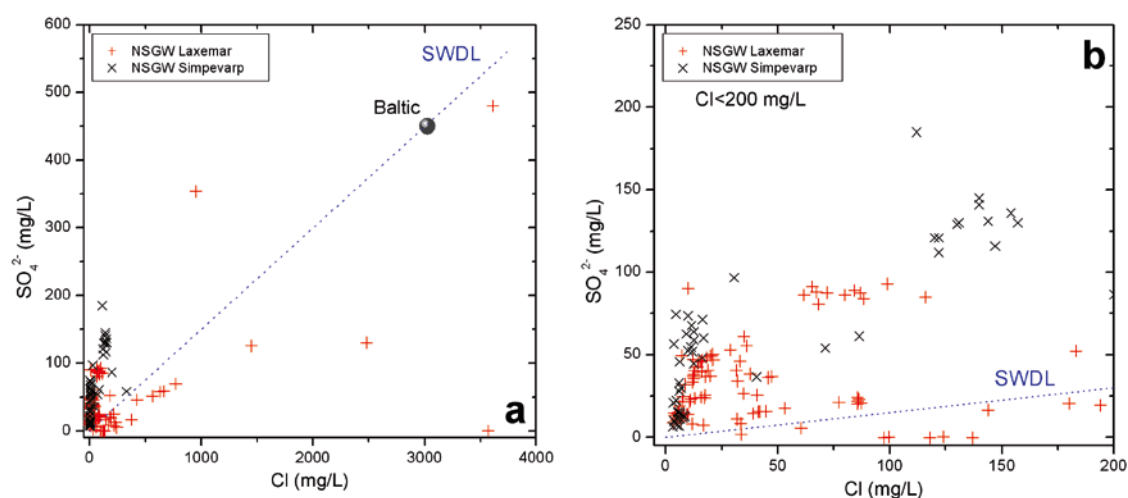 600
500
400
300
200
100
0
SO₄²⁻ (mg/L)
NSGW Laxemar
NSGW Simpevarp
SWDL
Baltic
a
0 1000 2000 3000 4000
Cl (mg/L)
250
200
150
100
50
0
SO₄²⁻ (mg/L)
NSGW Laxemar
NSGW Simpevarp
Cl<200 mg/L
b
SWDL
0 50 100 150 200
Cl (mg/L)